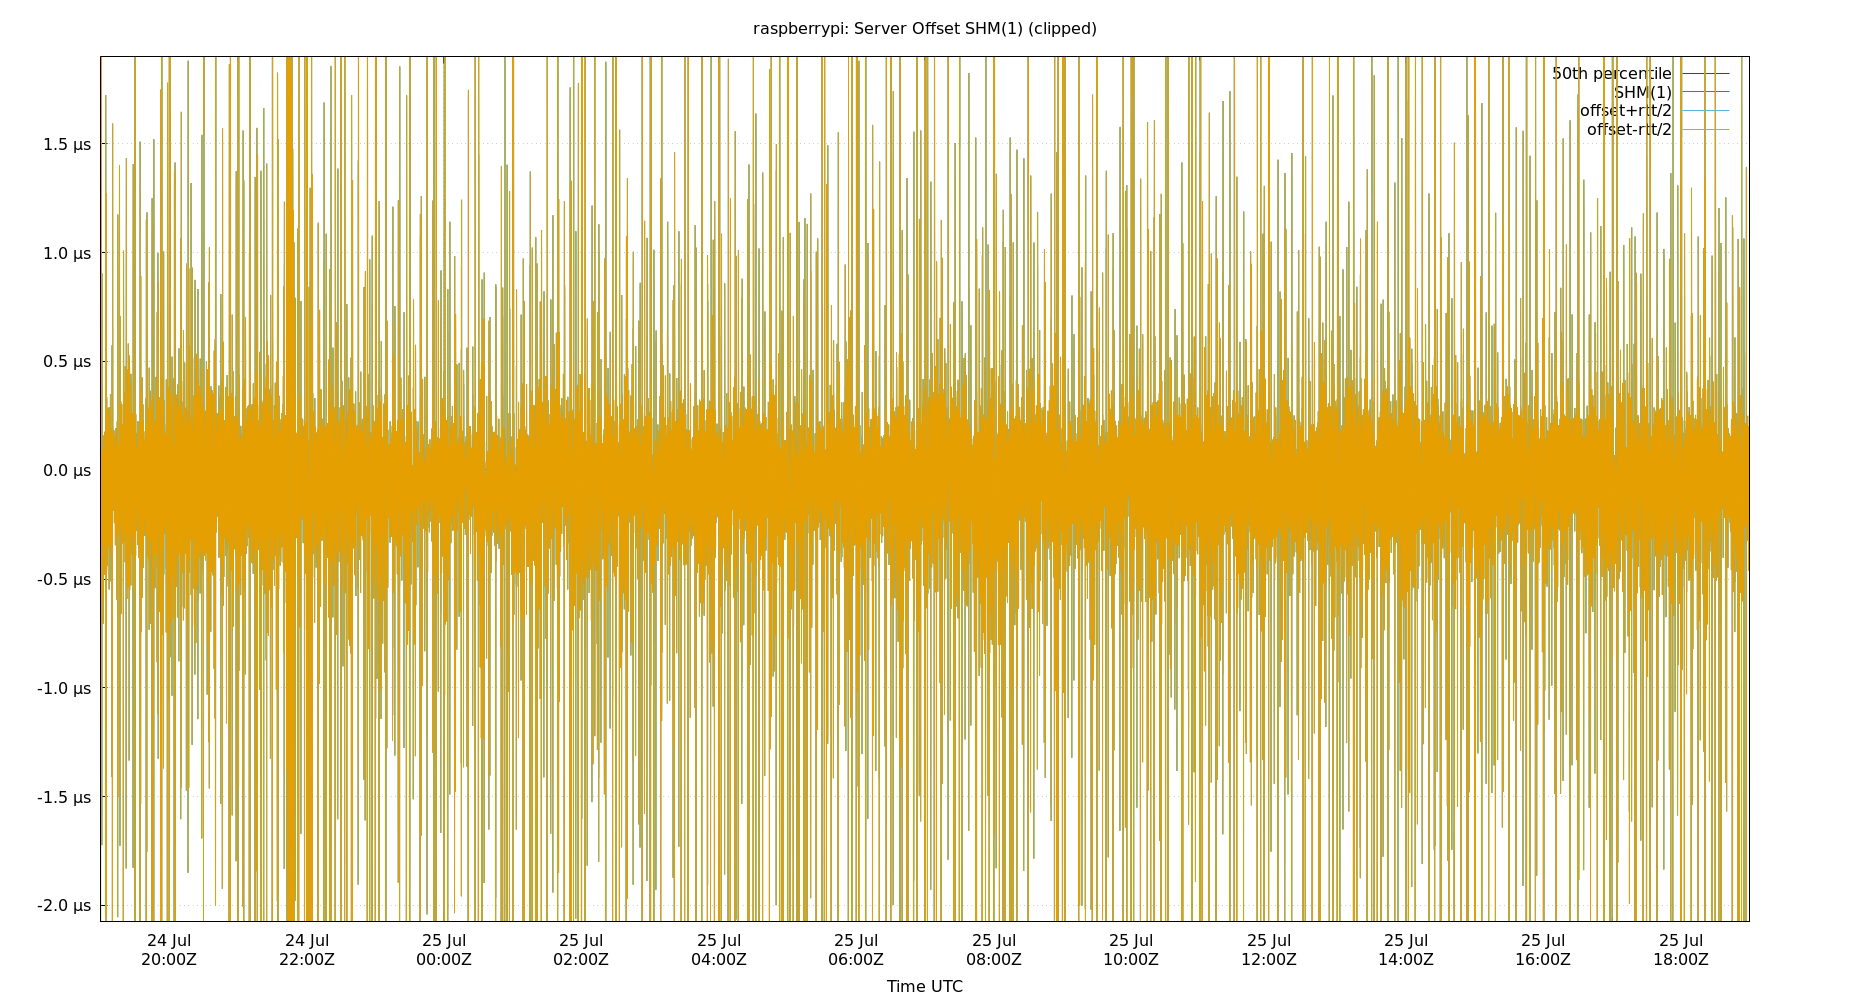 raspberrypi: Server Offset SHM(1) (clipped)
50th percentile
SHM(1)
offset+rtt/2
offset-rtt/2
1.5 µs
1.0 µs
0.5 µs
0.0 µs
-0.5 µs
-1.0 µs
-1.5 µs
-2.0 µs
24 Jul 24 Jul 25 Jul 25 Jul 25 Jul 25 Jul 25 Jul 25 Jul 25 Jul 25 Jul 25 Jul 25 Jul
20:00Z 22:00Z 00:00Z 02:00Z 04:00Z 06:00Z 08:00Z 10:00Z 12:00Z 14:00Z 16:00Z 18:00Z
Time UTC